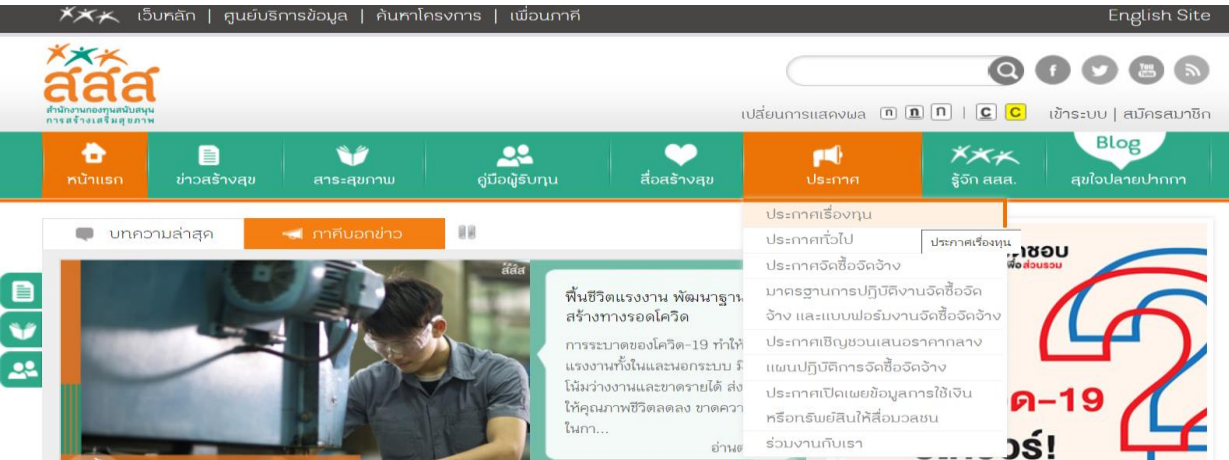 เว็บหลัก | ศูนย์บริการข้อมูล | ค้นหาโครงการ | เพื่อนภาคี
English Site
สสส
สำนักงานกองทุนสนับสนุน
การสร้างเสริมสุขภาพ
You
Tube
เปลี่ยนการแสดงผล ก ก ก | C C เข้าระบบ | สมัครสมาชิก
Blog
หน้าแรก ข่าวสร้างสุข สาระสุขภาพ คู่มือผู้รับทุน สื่อสร้างสุข ประกาศ รู้จัก สสส. สุขใจปลายปากกา
บทความล่าสุด ภาคีบอกข่าว
ประกาศเรื่องทุน
ประกาศทั่วไป
ประกาศเรื่องทุน
ประกาศจัดซื้อจัดจ้าง
มาตรฐานการปฏิบัติงานจัดซื้อจัด
จ้าง และแบบฟอร์มงานจัดซื้อจัดจ้าง
ประกาศเชิญชวนเสนอราคากลาง
แผนปฏิบัติการจัดซื้อจัดจ้าง
ประกาศเปิดเผยข้อมูลการใช้เงิน
หรือทรัพย์สินให้สื่อมวลชน
ร่วมงานกับเรา
สสส
ฟื้นชีวิตแรงงาน พัฒนาฐาน
สร้างทางรอดโควิด
การระบาดของโควิด-19 ทำให้
แรงงานทั้งในและนอกระบบ
โน้มว่างงานและขาดรายได้ ส่ง
ให้คุณภาพชีวิตลดลง ขาดควา
ในกา...
อ่าน
ชอบ
เพื่อส่วนรวม
2
ด-19